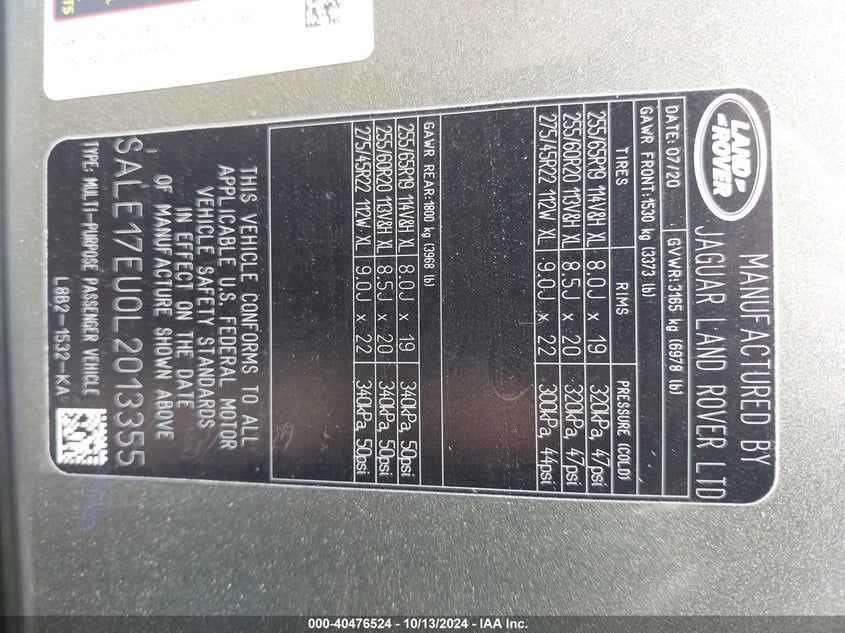 LAND
ROVER
MANUFACTURED BY
JAGUAR LAND ROVER LTD
DATE: 07/20 GVWR:3165 kg (6978 lb)
GAWR FRONT:1530 kg (3373 lb)
TIRES RIMS PRESSURE (COLD)
255/65R19 114V&H XL 8.0J x 19 320kPa, 47psi
255/60R20 113V&H XL 8.5J x 20 320kPa, 47psi
275/45R22 112W XL 9.0J x 22 300kPa, 44psi
GAWR REAR:1800 kg (3968 lb)
255/65R19 114V&H XL 8.0J x 19 340kPa, 50psi
255/60R20 113V&H XL 8.5J x 20 340kPa, 50psi
275/45R22 112W XL 9.0J x 22 340kPa, 50psi
THIS VEHICLE CONFORMS TO ALL
APPLICABLE U.S. FEDERAL MOTOR
VEHICLE SAFETY STANDARDS
IN EFFECT ON THE DATE
OF MANUFACTURE SHOWN ABOVE
SALE17EU0L2013355
TYPE: MULTI-PURPOSE PASSENGER VEHICLE
L8B2-1532-KA
000-40476524 | 10/13/2024 - IAA Inc.